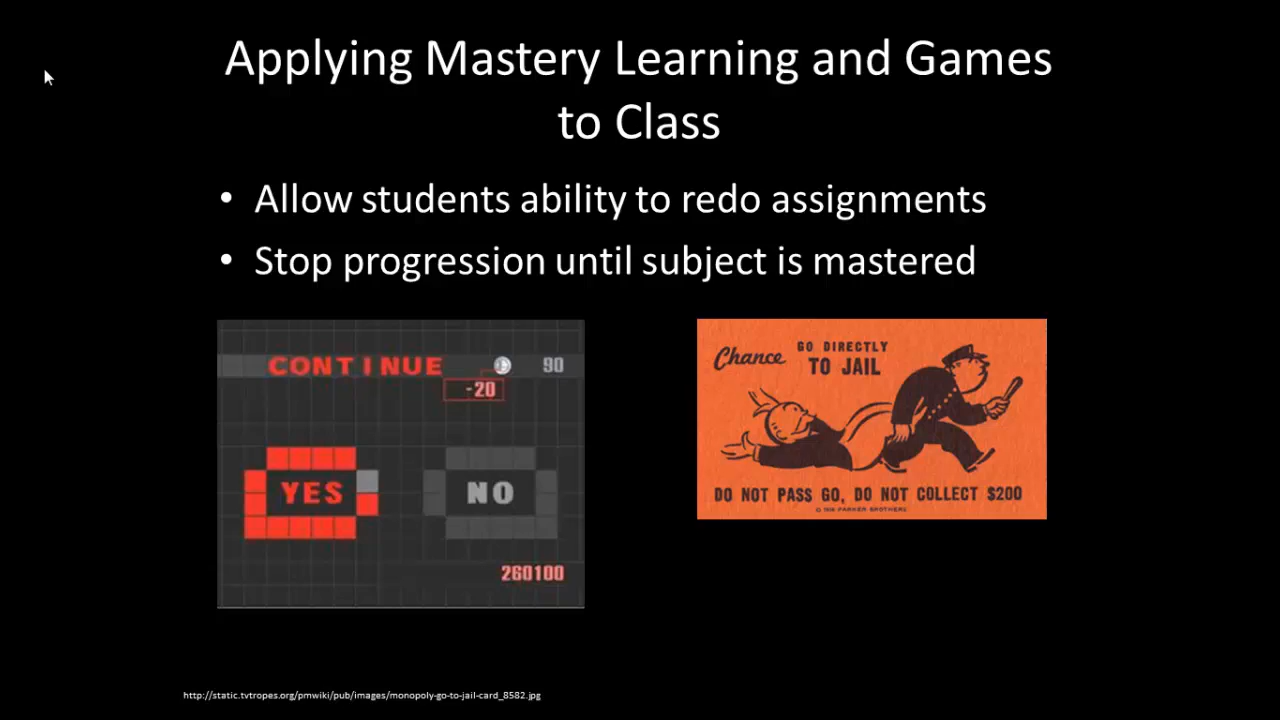 Applying Mastery Learning and Games
to Class
• Allow students ability to redo assignments
• Stop progression until subject is mastered
CONTINUE 90
-20
YES NO
260100
Chance GO DIRECTLY
TO JAIL
DO NOT PASS GO, DO NOT COLLECT $200
http://static.tvtropes.org/pmwiki/pub/images/monopoly-go-to-jail-card_8582.jpg